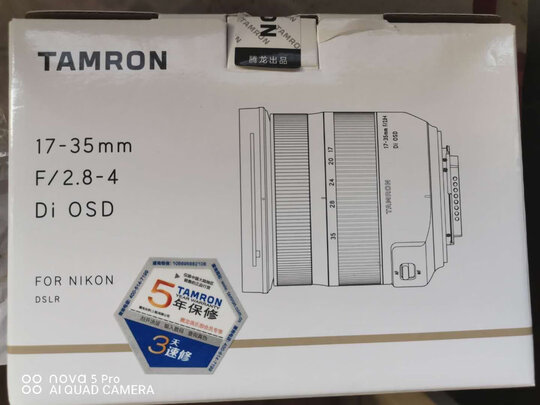 TAMRON
腾龙出品
17-35mm
F/2.8-4
Di OSD
17-35mm F/2.8-4
Di OSD
TAMRON
35 28 24 20 17
FOR NIKON
DSLR
TAMRON
5 YEAR WARRANTY
年保修
3天
速修
nova 5 Pro
AI QUAD CAMERA